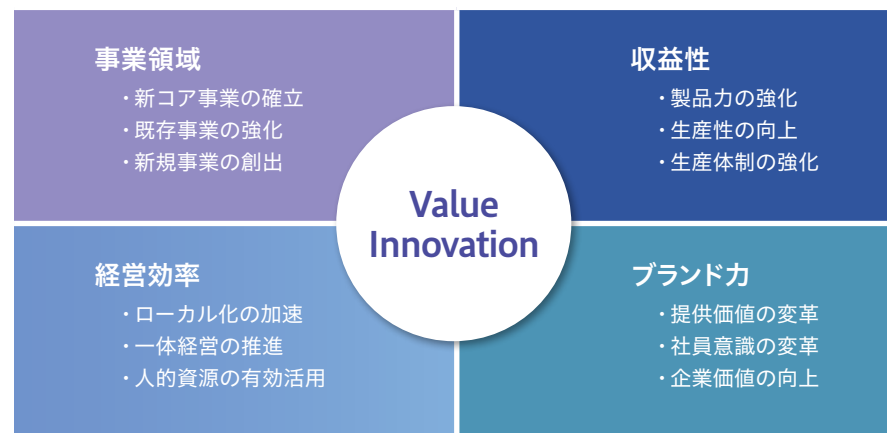 事業領域
・新コア事業の確立
・既存事業の強化
・新規事業の創出
収益性
・製品力の強化
・生産性の向上
・生産体制の強化
Value
Innovation
経営効率
・ローカル化の加速
・一体経営の推進
・人的資源の有効活用
ブランド力
・提供価値の変革
・社員意識の変革
・企業価値の向上